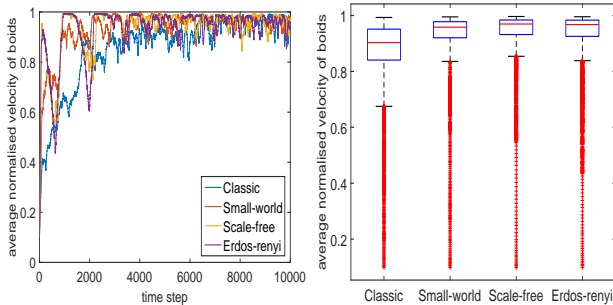 average normalised velocity of boids
1
0.8
0.6
0.4
0.2
0
0 2000 4000 6000 8000 10000
time step
Classic
Small-world
Scale-free
Erdos-renyi
average normalised velocity of boids
1
0.8
0.6
0.4
0.2
Classic Small-world Scale-free Erdos-renyi